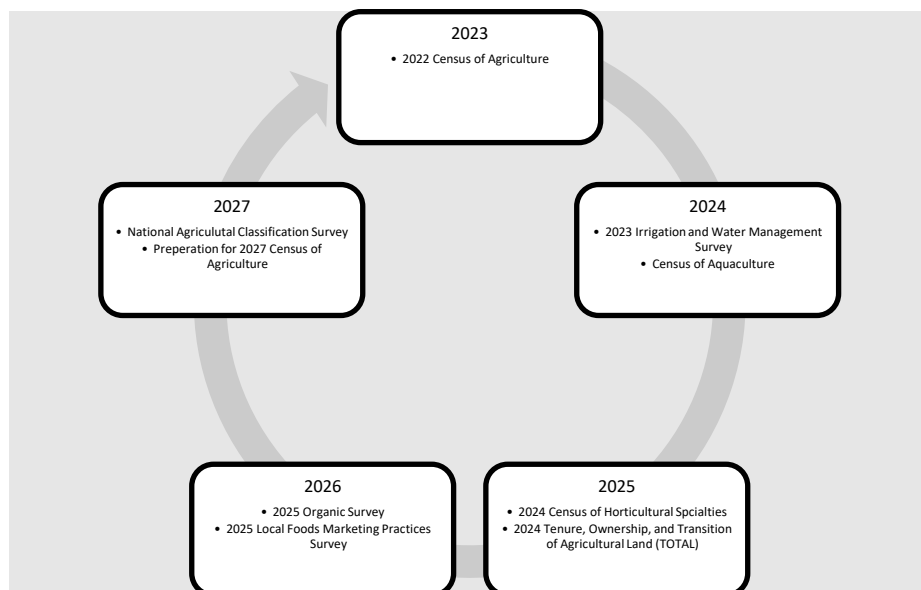 2023
• 2022 Census of Agriculture
2024
• 2023 Irrigation and Water Management
Survey
• Census of Aquaculture
2025
• 2024 Census of Horticultural Spcialties
• 2024 Tenure, Ownership, and Transition
of Agricultural Land (TOTAL)
2026
• 2025 Organic Survey
• 2025 Local Foods Marketing Practices
Survey
2027
• National Agriculutal Classification Survey
• Preperation for 2027 Census of
Agriculture